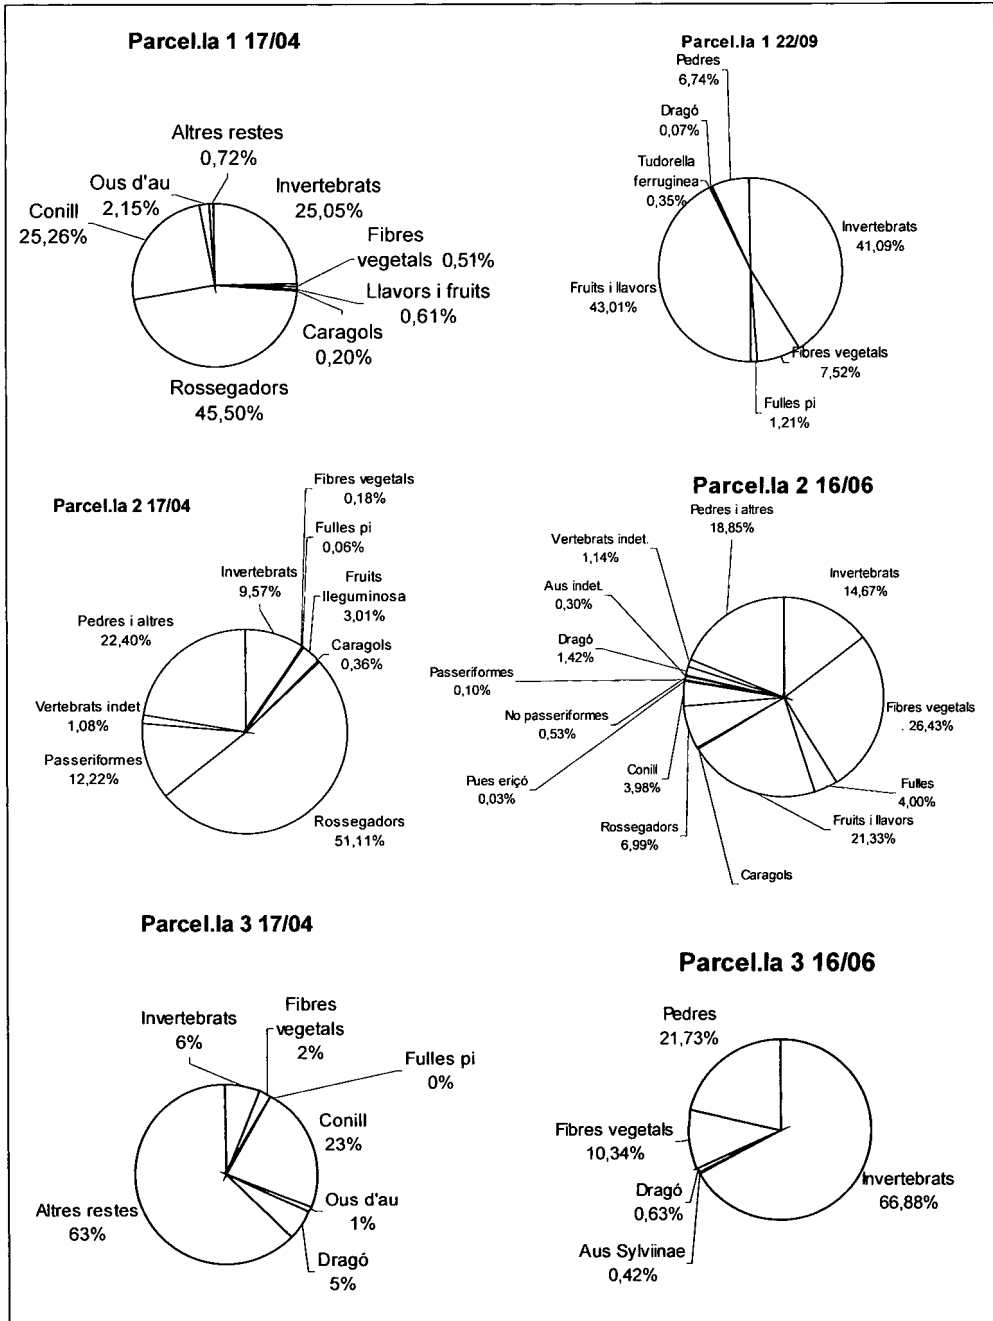 Parcel.la 1 17/04
Altres restes
0,72%
Ous d'au
2,15%
Conill
25,26%
Invertebrats
25,05%
Fibres
vegetals 0,51%
Llavors i fruits
0,61%
Caragols
0,20%
Rossegadors
45,50%
Parcel.la 1 22/09
Pedres
6,74%
Dragó
0,07%
Tudorella
ferruginea
0,35%
Invertebrats
41,09%
Fruits i llavors
43,01%
Fibres vegetals
7,52%
Fulles pi
1,21%
Parcel.la 2 17/04
Fibres vegetals
0,18%
Fulles pi
0,06%
Invertebrats
9,57%
Fruits
lleguminosa
3,01%
Pedres i altres
22,40%
Caragols
0,36%
Vertebrats indet
1,08%
Passeriformes
12,22%
Rossegadors
51,11%
Parcel.la 2 16/06
Pedres i altres
18,85%
Vertebrats indet.
1,14%
Invertebrats
14,67%
Aus indet.
0,30%
Dragó
1,42%
Passeriformes
0,10%
No passeriformes
0,53%
Fibres vegetals
26,43%
Pues eriçó
0,03%
Conill
3,98%
Fulles
4,00%
Rossegadors
6,99%
Fruits i llavors
21,33%
Caragols
Parcel.la 3 17/04
Invertebrats
6%
Fibres
vegetals
2%
Fulles pi
0%
Conill
23%
Altres restes
63%
Ous d'au
1%
Dragó
5%
Parcel.la 3 16/06
Pedres
21,73%
Fibres vegetals
10,34%
Dragó
0,63%
Invertebrats
66,88%
Aus Sylviinae
0,42%